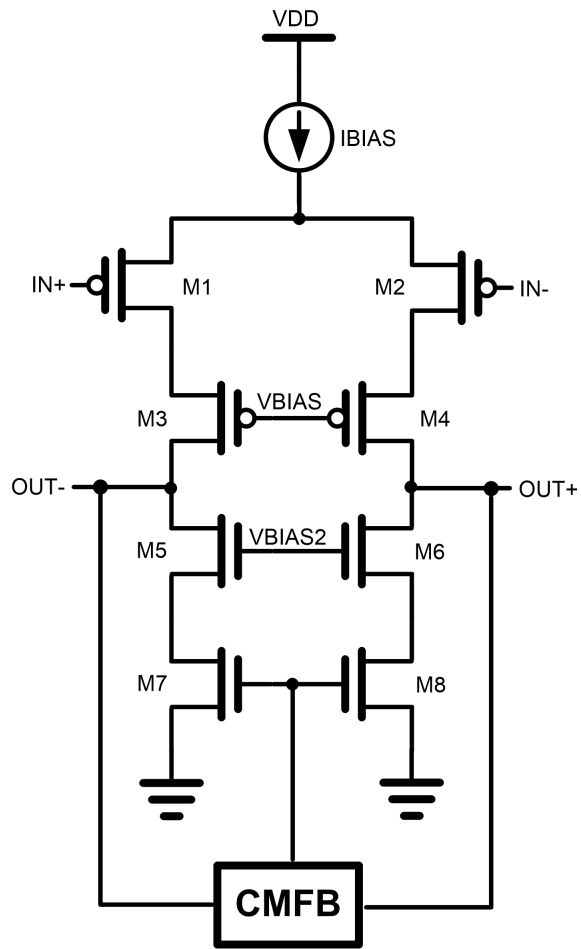 VDD
IBIAS
IN+
M1
M2
IN-
M3
VBIAS
M4
OUT-
OUT+
M5
VBIAS2
M6
M7
M8
CMFB